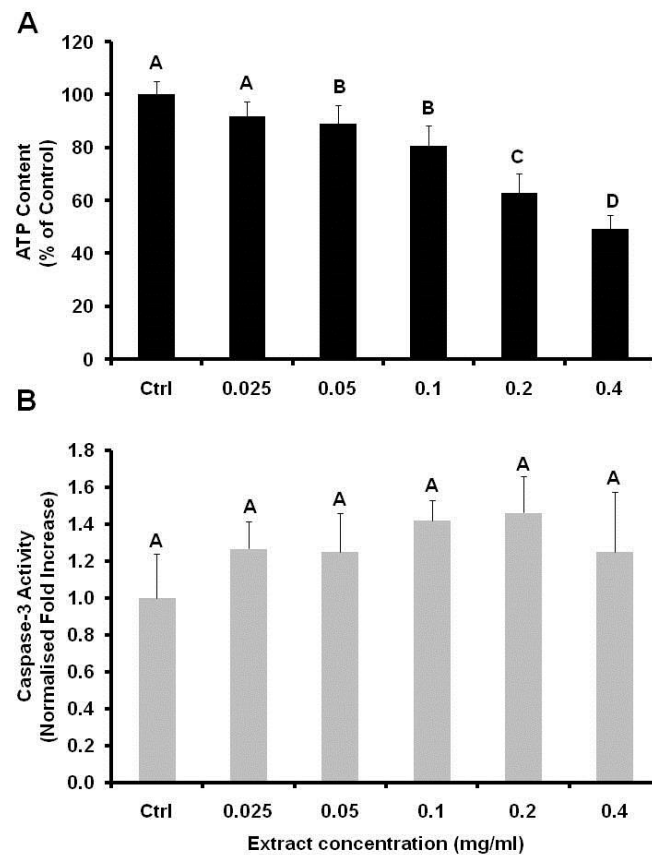 A
ATP Content
(% of Control)
120
100
80
60
40
20
0
A
A
B
B
C
D
Ctrl
0.025
0.05
0.1
0.2
0.4
B
Caspase-3 Activity
(Normalised Fold Increase)
1.8
1.6
1.4
1.2
1.0
0.8
0.6
0.4
0.2
0.0
A
A
A
A
A
A
Ctrl
0.025
0.05
0.1
0.2
0.4
Extract concentration (mg/ml)